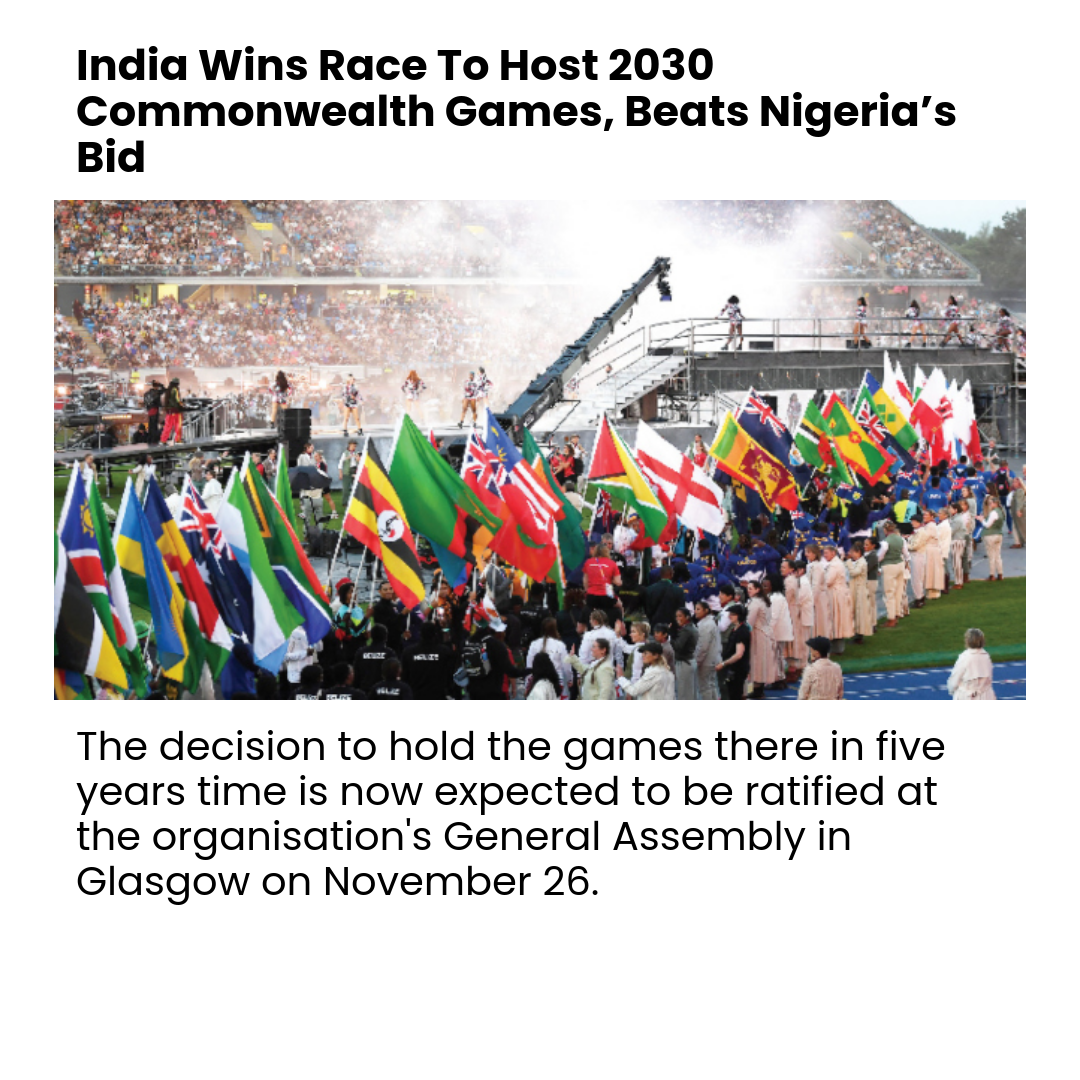 India Wins Race To Host 2030
Commonwealth Games, Beats Nigeria’s
Bid
BELIZE
BELIZE
The decision to hold the games there in five
years time is now expected to be ratified at
the organisation's General Assembly in
Glasgow on November 26.